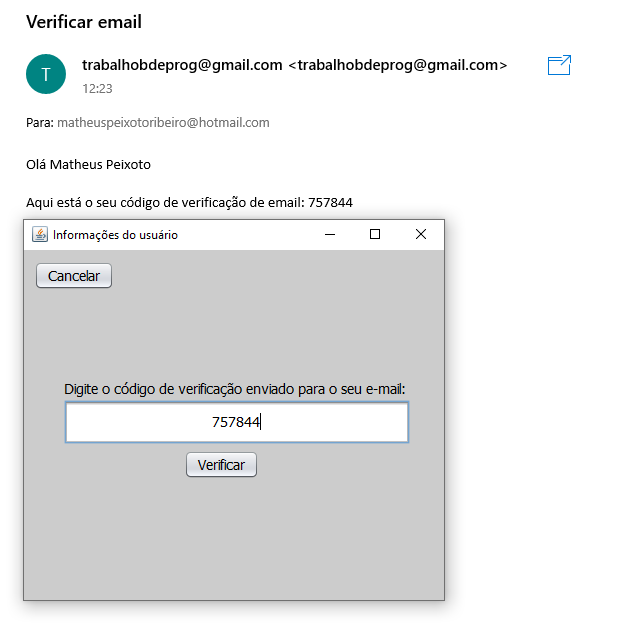 Verificar email
T
trabalhobdeprog@gmail.com <trabalhobdeprog@gmail.com>
12:23
Para: matheuspeixotoribeiro@hotmail.com
Olá Matheus Peixoto
Aqui está o seu código de verificação de email: 757844
Informações do usuário
Cancelar
Digite o código de verificação enviado para o seu e-mail:
757844
Verificar